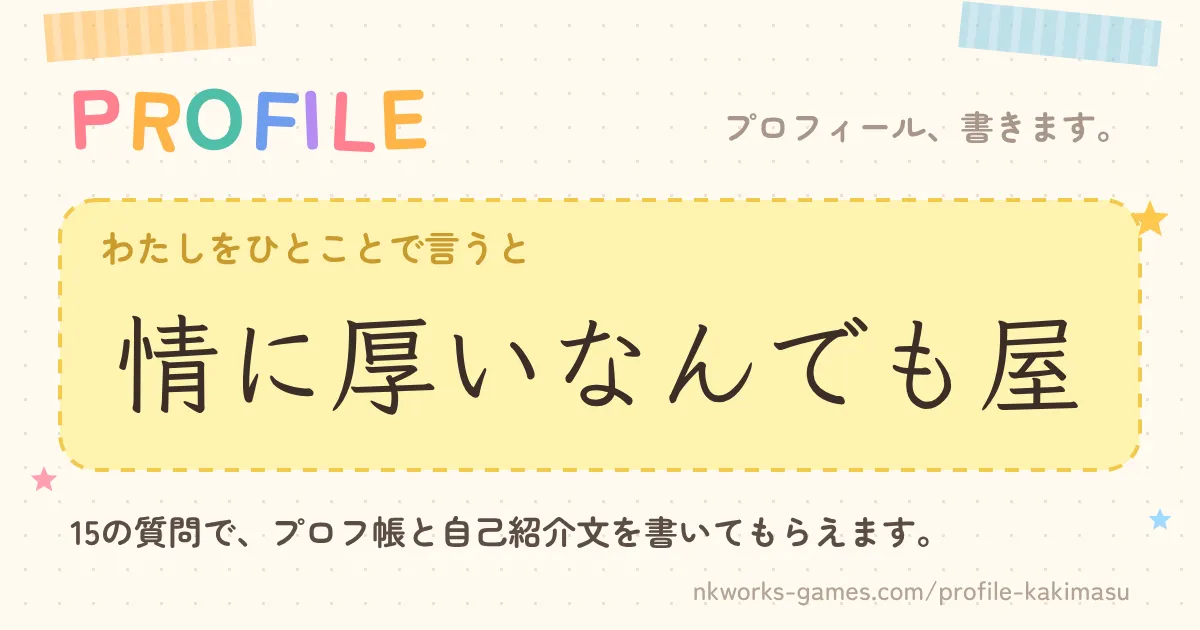 PROFILE
プロフィール、書きます。
わたしをひとことで言うと
情に厚いなんでも屋
15の質問で、プロフ帳と自己紹介文を書いてもらえます。
nkworks-games.com/profile-kakimasu